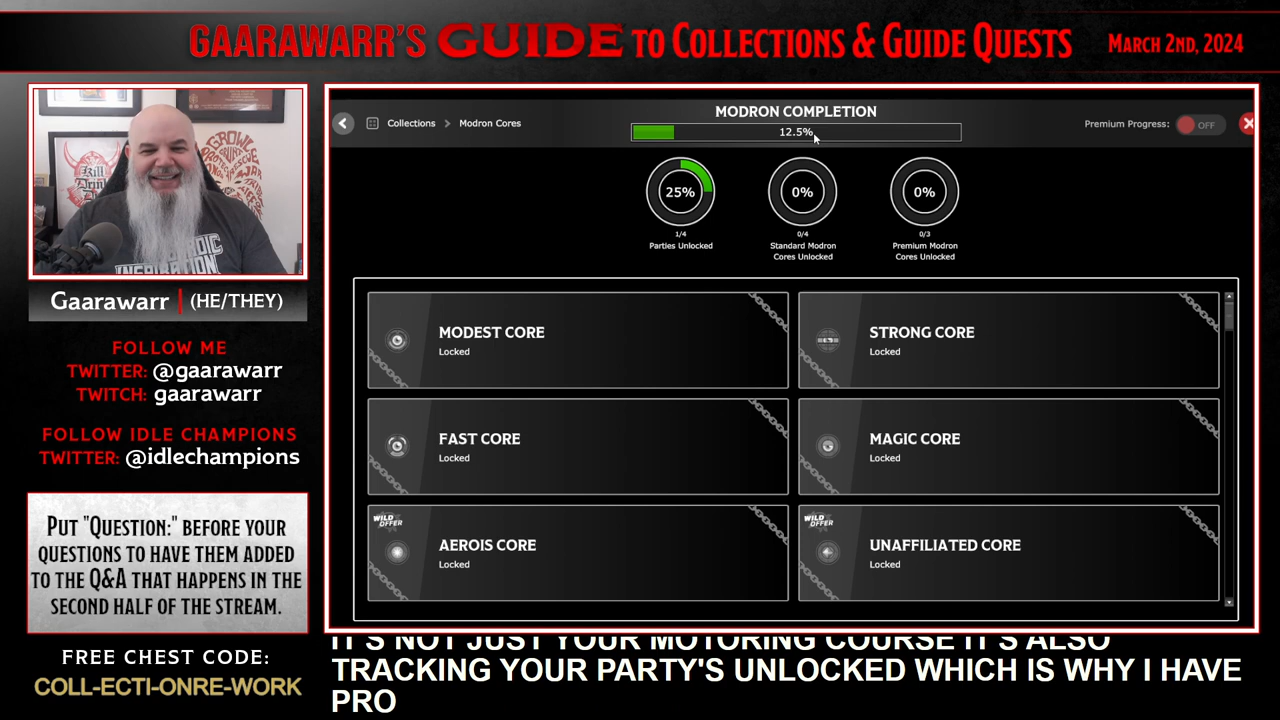 GAARAWARR'S GUIDE TO COLLECTIONS & GUIDE QUESTS
MARCH 2ND, 2024
Kill
Drin
INSPIRATION
Gaarawarr | (HE/THEY)
FOLLOW ME
TWITTER: @gaarawarr
TWITCH: gaarawarr
FOLLOW IDLE CHAMPIONS
TWITTER: @idlechampions
PUT "QUESTION:" BEFORE YOUR
QUESTIONS TO HAVE THEM ADDED
TO THE Q&A THAT HAPPENS IN THE
SECOND HALF OF THE STREAM.
FREE CHEST CODE:
COLL-ECTI-ONRE-WORK
Collections > Modron Cores
MODRON COMPLETION
12.5%
Premium Progress: OFF
25%
1/4
Parties Unlocked
0%
0/4
Standard Modron
Cores Unlocked
0%
0/3
Premium Modron
Cores Unlocked
MODEST CORE
Locked
STRONG CORE
Locked
FAST CORE
Locked
MAGIC CORE
Locked
WILD OFFER
AEROIS CORE
Locked
WILD OFFER
UNAFFILIATED CORE
Locked
IT'S NOT JUST YOUR MOTORING COURSE IT'S ALSO
TRACKING YOUR PARTY'S UNLOCKED WHICH IS WHY I HAVE
PRO